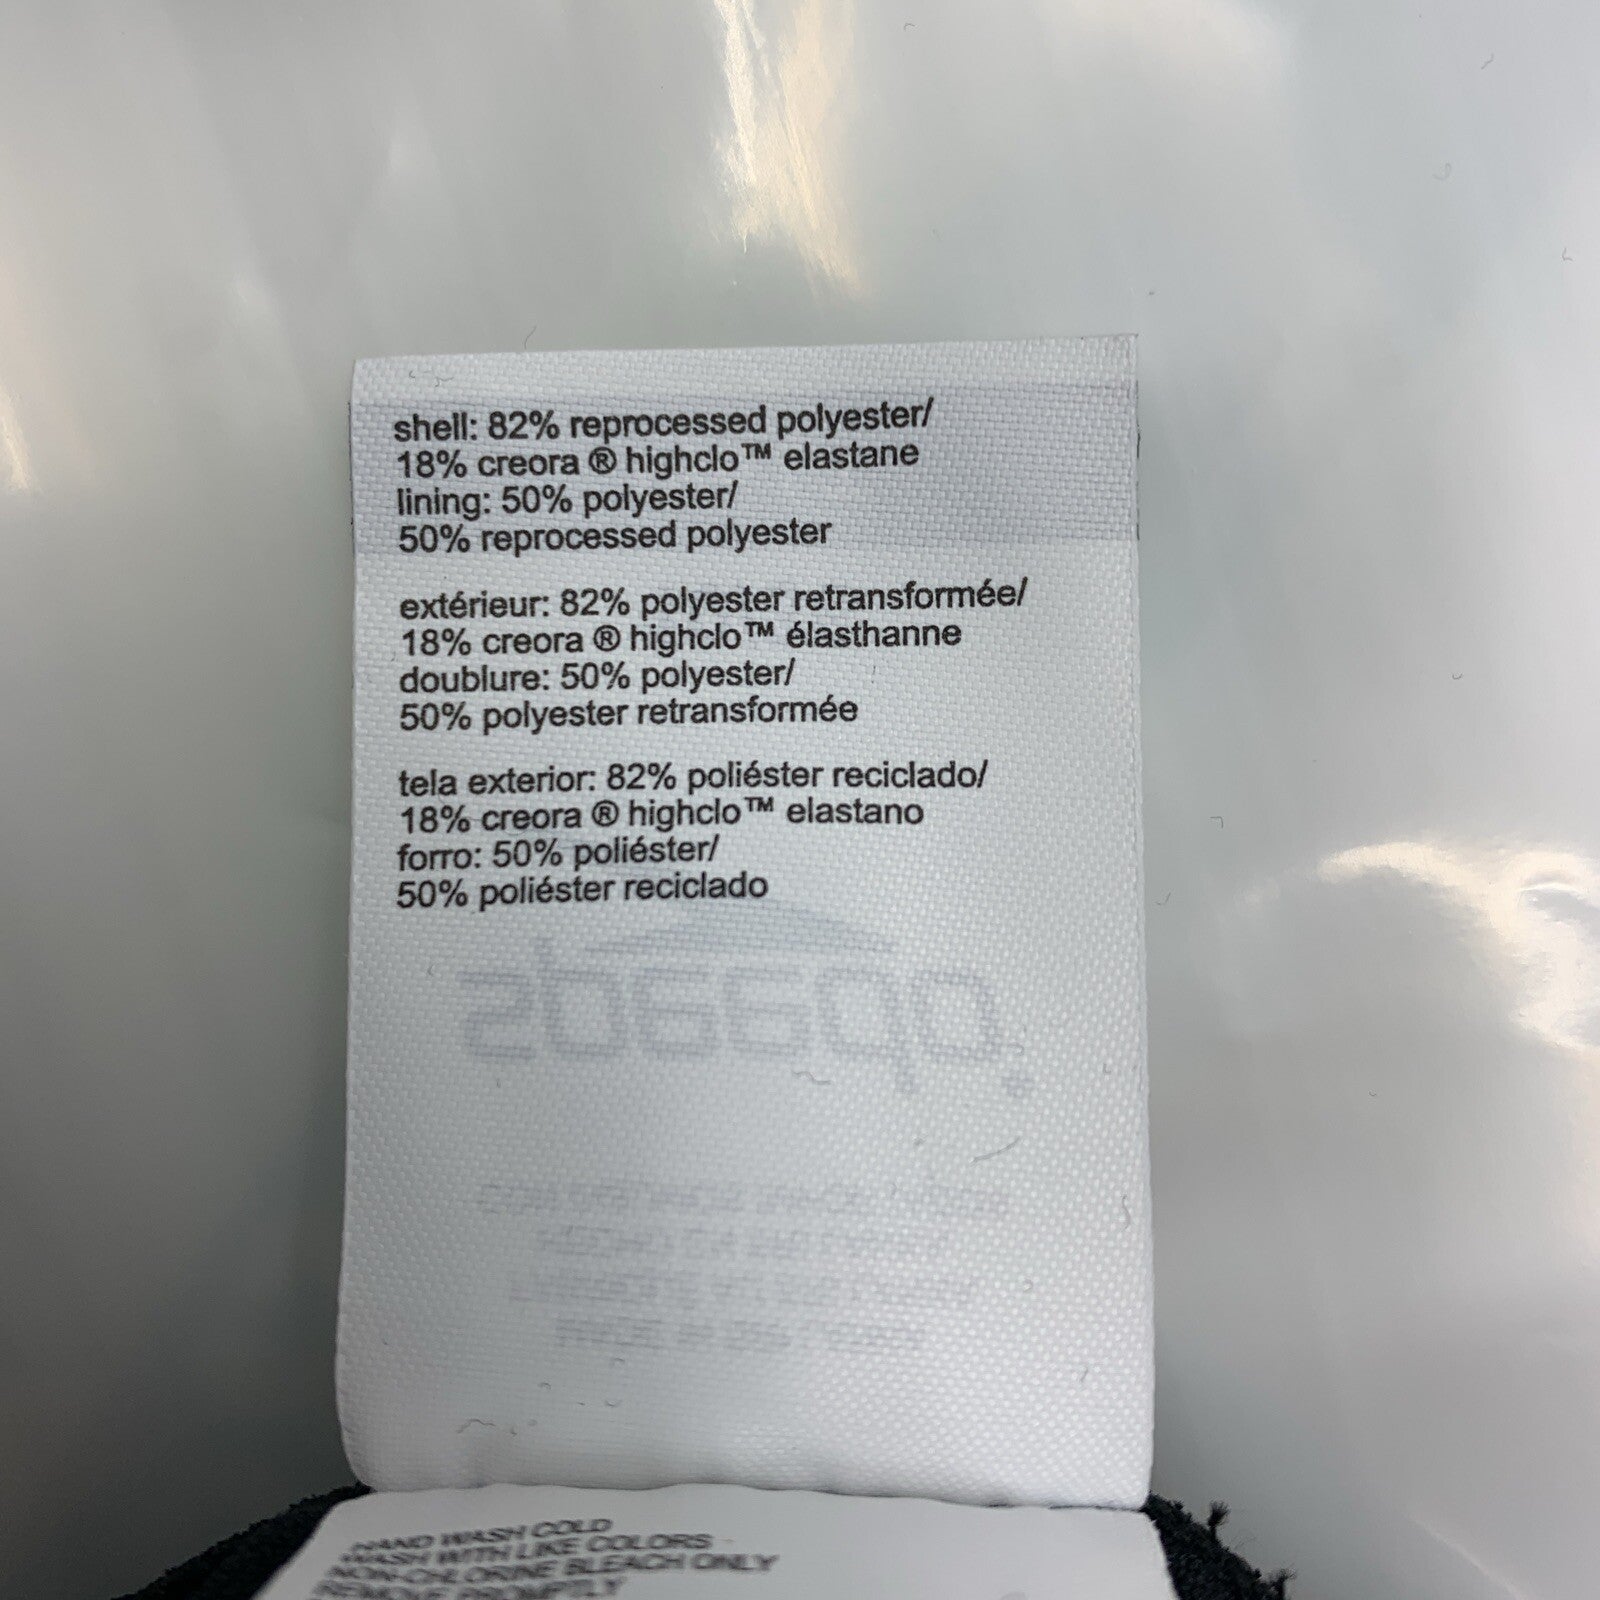 shell: 82% reprocessed polyester/
18% creora ® highclo™ elastane
lining: 50% polyester/
50% reprocessed polyester
extérieur: 82% polyester retransformée/
18% creora ® highclo™ élasthanne
doublure: 50% polyester/
50% polyester retransformée
tela exterior: 82% poliéster reciclado/
18% creora ® highclo™ elastano
forro: 50% poliéster/
50% poliéster reciclado
HAND WASH COLD
WASH WITH LIKE COLORS
NON-CHLORINE BLEACH ONLY
REMOVE PROMPTLY